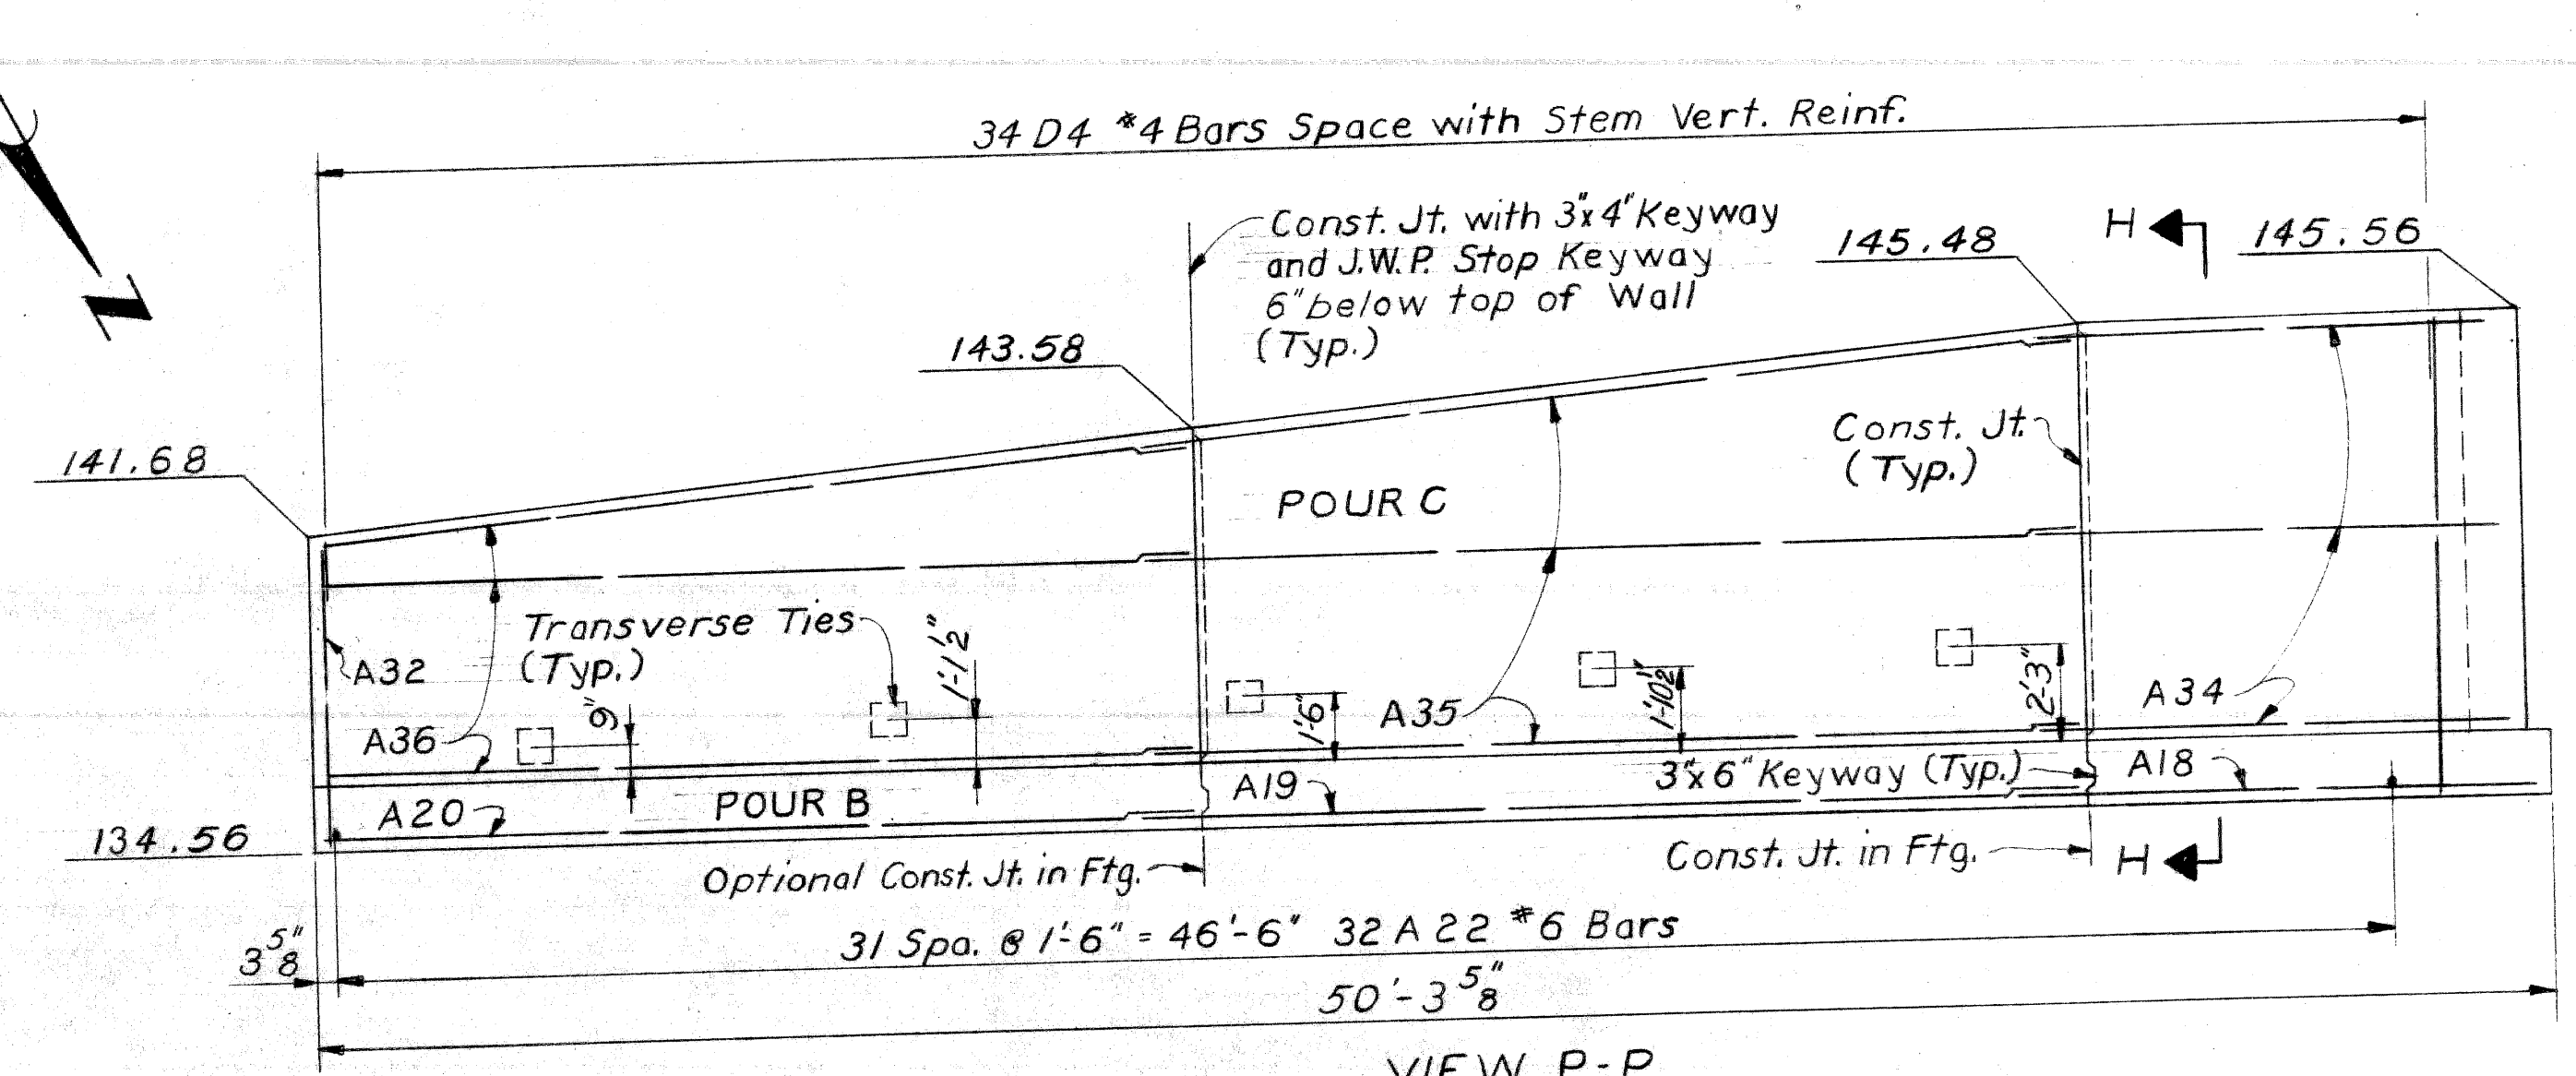 34 D4 #4 Bars Space with Stem Vert. Reinf.
Const. Jt. with 3"x4" Keyway
and J.W.P. Stop Keyway
6" below top of Wall
(Typ.)
145.48
H
145.56
143.58
141.68
Const. Jt.
(Typ.)
POUR C
Transverse Ties
(Typ.)
A32
A36
9"
1'-1½"
1'-6"
A35
1'-10½"
2'-3"
A34
A20
POUR B
A19
3"x6" Keyway (Typ.)
A18
134.56
Optional Const. Jt. in Ftg.
Const. Jt. in Ftg.
H
3⅝"
31 Spa. @ 1'-6" = 46'-6" 32 A22 #6 Bars
50'-3⅝"
VIEW P-P
N